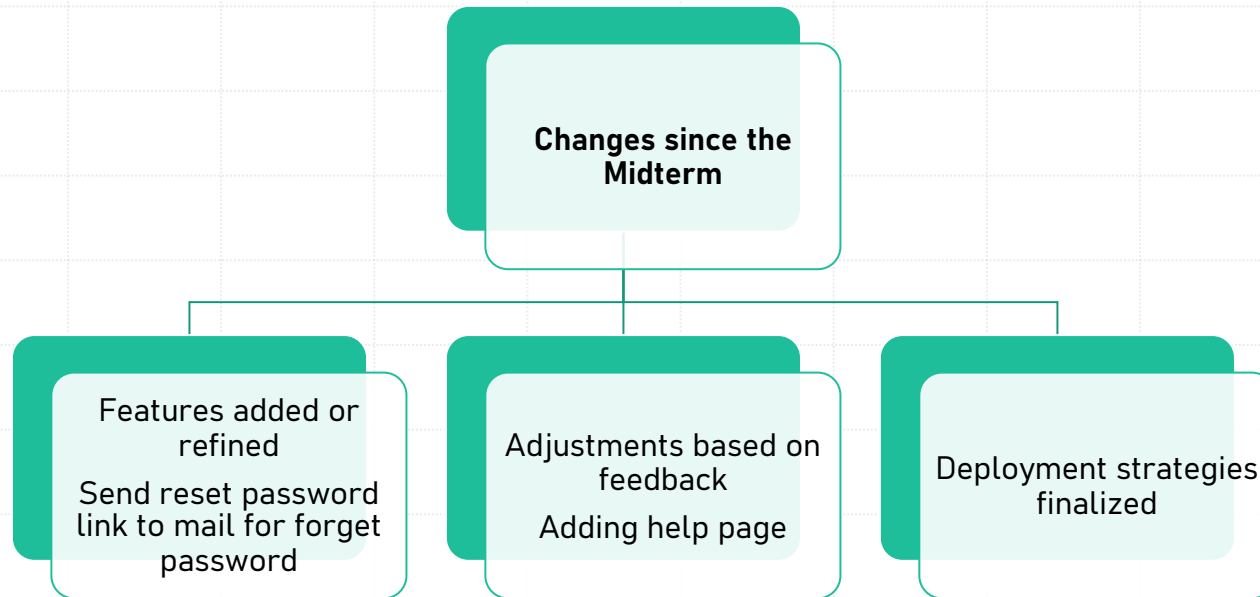 Changes since the
Midterm
Features added or
refined
Send reset password
link to mail for forget
password
Adjustments based on
feedback
Adding help page
Deployment strategies
finalized